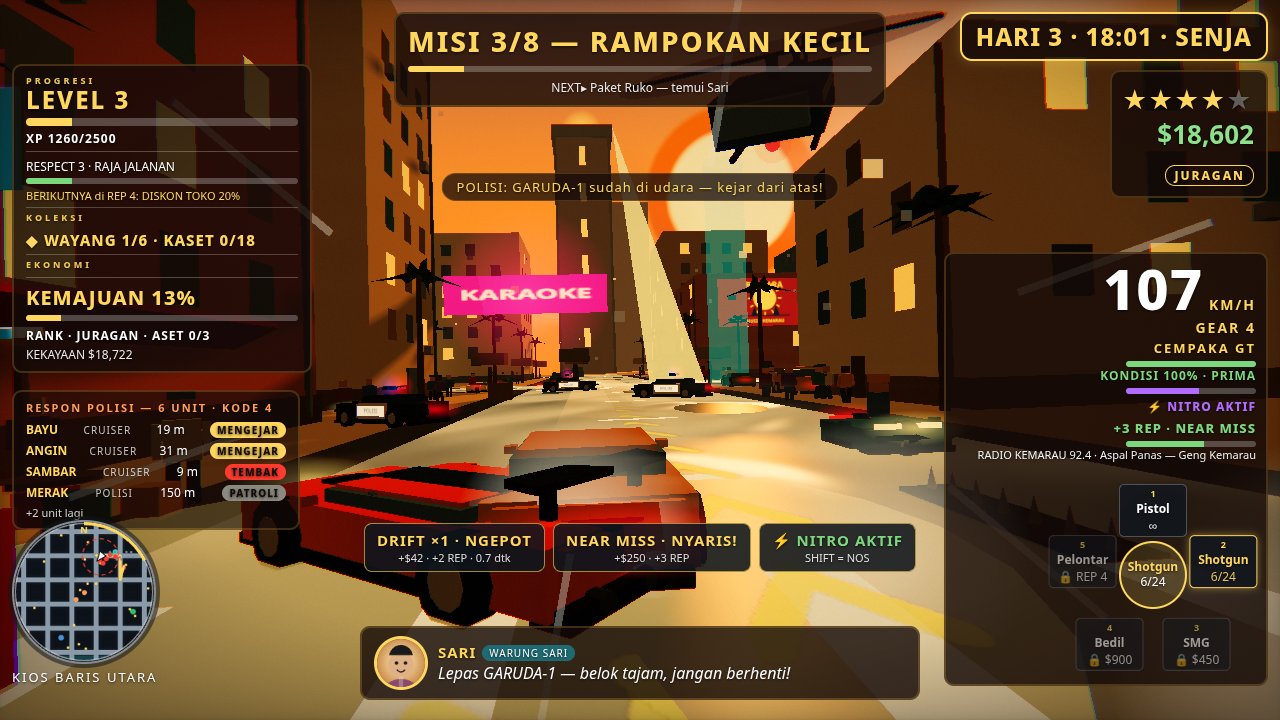 MISI 3/8 — RAMPOKAN KECIL
NEXT▸ Paket Ruko — temui Sari
HARI 3 · 18:01 · SENJA
PROGRESI
LEVEL 3
XP 1260/2500
RESPECT 3 · RAJA JALANAN
BERIKUTNYA di REP 4: DISKON TOKO 20%
KOLEKSI
◆ WAYANG 1/6 · KASET 0/18
EKONOMI
KEMAJUAN 13%
RANK · JURAGAN · ASET 0/3
KEKAYAAN $18,722
★★★★★
$18,602
JURAGAN
POLISI: GARUDA-1 sudah di udara — kejar dari atas!
KARAOKE
107 KM/H
GEAR 4
CEMPAKA GT
KONDISI 100% · PRIMA
⚡ NITRO AKTIF
+3 REP · NEAR MISS
RADIO KEMARAU 92.4 · Aspal Panas — Geng Kemarau
RESPON POLISI — 6 UNIT · KODE 4
BAYU CRUISER 19 m MENGEJAR
ANGIN CRUISER 31 m MENGEJAR
SAMBAR CRUISER 9 m TEMBAK
MERAK POLISI 150 m PATROLI
+2 unit lagi
N
KIOS BARIS UTARA
DRIFT ×1 · NGEPOT
+$42 · +2 REP · 0.7 dtk
NEAR MISS · NYARIS!
+$250 · +3 REP
⚡ NITRO AKTIF
SHIFT = NOS
1
Pistol
∞
5
Pelontar
🔒 REP 4
Shotgun
6/24
2
Shotgun
6/24
4
Bedil
🔒 $900
3
SMG
🔒 $450
SARI WARUNG SARI
Lepas GARUDA-1 — belok tajam, jangan berhenti!